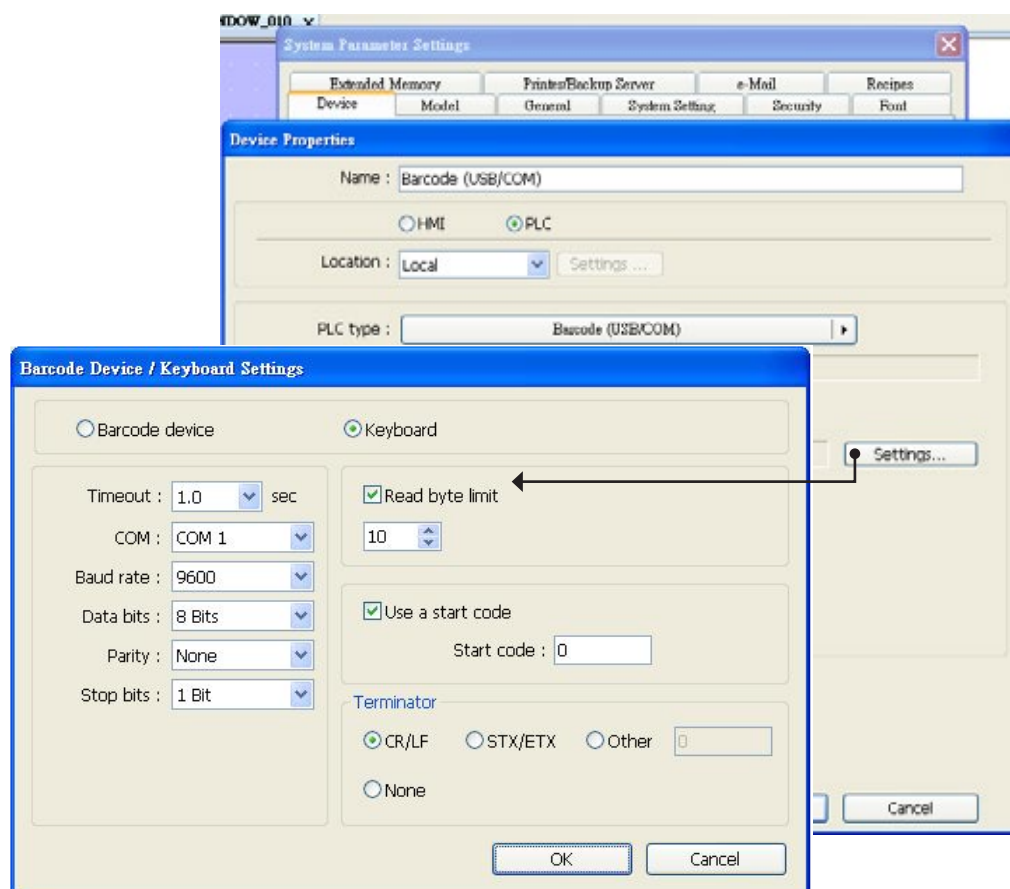 NDOW_010 x
System Parameter Settings
Extended Memory Printer/Backup Server e-Mail Recipes
Device Model General System Setting Security Font
Device Properties
Name : Barcode (USB/COM)
HMI PLC
Location : Local Settings ...
PLC type : Barcode (USB/COM)
Settings...
Cancel
Barcode Device / Keyboard Settings
Barcode device Keyboard
Timeout : 1.0 sec Read byte limit
COM : COM 1 10
Baud rate : 9600
Data bits : 8 Bits Use a start code
Parity : None Start code : 0
Stop bits : 1 Bit Terminator
CR/LF STX/ETX Other 0
None
OK Cancel